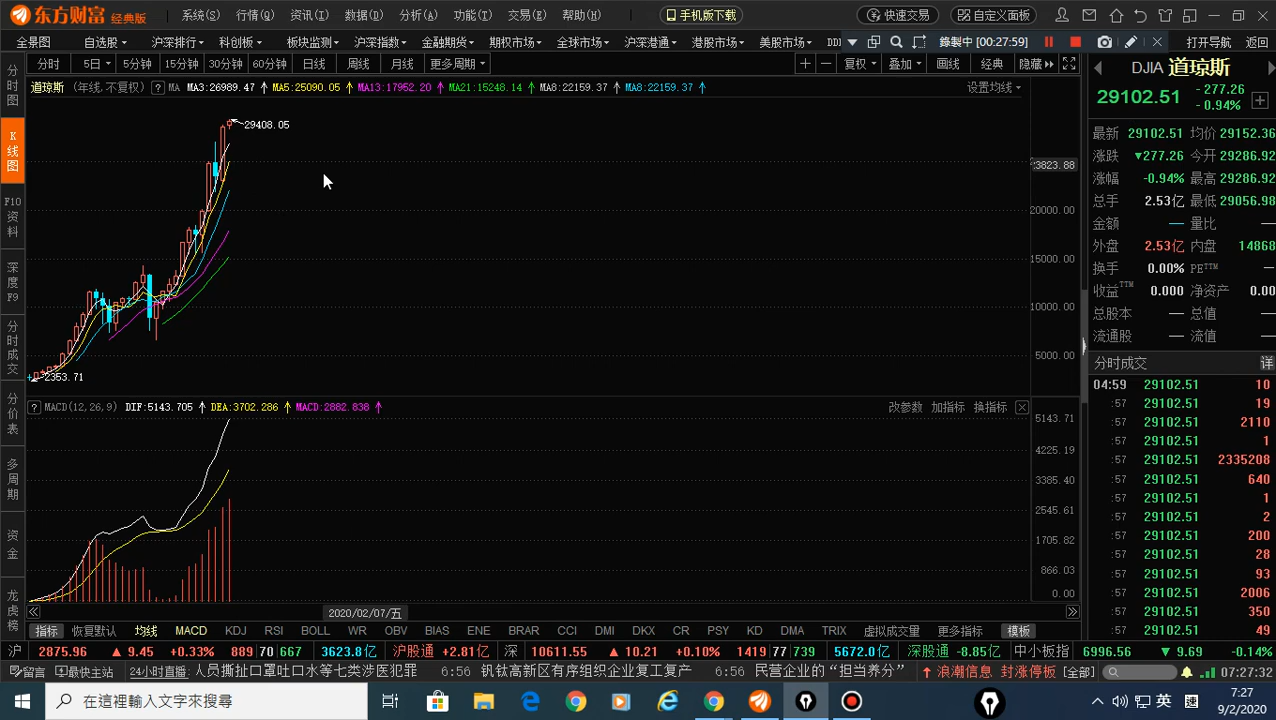 东方财富 经典版 系统(S) 行情(Q) 资讯(I) 数据(D) 分析(A) 功能(T) 交易(E) 帮助(H) 手机版下载 快速交易 自定义面板
全景图 自选股 沪深排行 科创板 板块监测 沪深指数 金融期货 期权市场 全球市场 沪深港通 港股市场 美股市场 DDI 錄製中 [00:27:59] 打开导航 返回
分时 5日 5分钟 15分钟 30分钟 60分钟 日线 周线 月线 更多周期 复权 叠加 画线 经典 隐藏
道琼斯 (年线,不复权) ? MA MA3:26989.47 MA5:25090.05 MA13:17952.20 MA21:15248.14 MA8:22159.37 MA8:22159.37 设置均线
29408.05
23823.88
20000.00
15000.00
10000.00
5000.00
2353.71
? MACD(12,26,9) DIF:5143.705 DEA:3702.286 MACD:2882.838 改参数 加指标 换指标
5143.71
4225.19
3385.40
2545.61
1705.82
866.03
0.00
2020/02/07/五
分时图
K线图
F10资料
深度F9
分时成交
分价表
多周期
资金
龙虎榜
DJIA 道琼斯
29102.51 -277.26
-0.94%
最新 29102.51 均价 29152.36
涨跌 ▼277.26 今开 29286.92
涨幅 -0.94% 最高 29286.92
总手 2.53亿 最低 29056.98
金额 — 量比 —
外盘 2.53亿 内盘 14868
换手 0.00% PE™ —
收益™ 0.000 净资产 0.00
总股本 — 总值 —
流通股 — 流值 —
分时成交 详
04:59 29102.51 10
:57 29102.51 19
:57 29102.51 2110
:57 29102.51 1
:57 29102.51 2335208
:57 29102.51 640
:57 29102.51 1
:57 29102.51 2
:57 29102.51 200
:57 29102.51 28
:57 29102.51 93
:57 29102.51 2006
:57 29102.51 350
:57 29102.51 49
指标 恢复默认 均线 MACD KDJ RSI BOLL WR OBV BIAS ENE BRAR CCI DMI DKX CR PSY KD DMA TRIX 虚拟成交量 更多指标 模板
沪 2875.96 ▲ 9.45 +0.33% 889 70 667 3623.8亿 沪股通 +2.81亿 深 10611.55 ▲ 10.21 +0.10% 1419 77 739 5672.0亿 深股通 -8.85亿 中小板指 6996.56 ▼ 9.69 -0.14%
留言 最快主站 24小时直播: 人员撕扯口罩吐口水等七类涉医犯罪 6:56 钒钛高新区有房组织企业复工复产 6:56 民营企业的“担当养分” 浪潮信息 封涨停板 [全部] 07:27:32
在這裡輸入文字來搜尋 英 7:27
9/2/2020